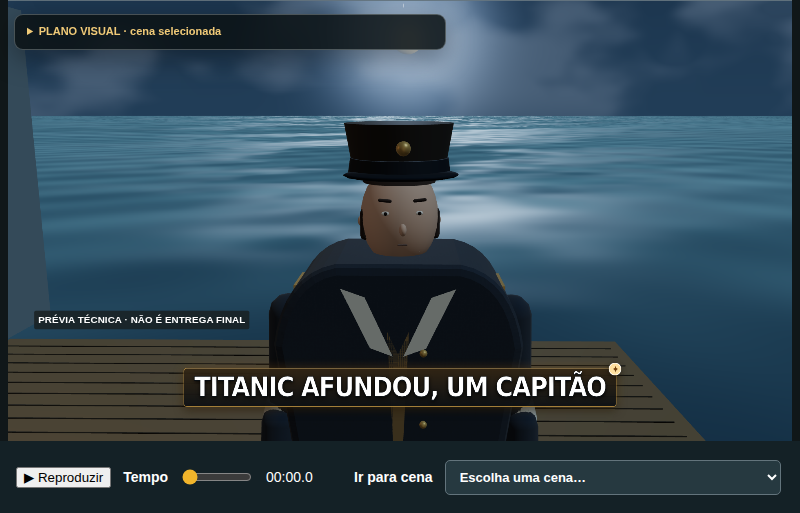 ▶ PLANO VISUAL · cena selecionada
PRÉVIA TÉCNICA · NÃO É ENTREGA FINAL
TITANIC AFUNDOU, UM CAPITÃO
▶ Reproduzir Tempo 00:00.0 Ir para cena Escolha uma cena...